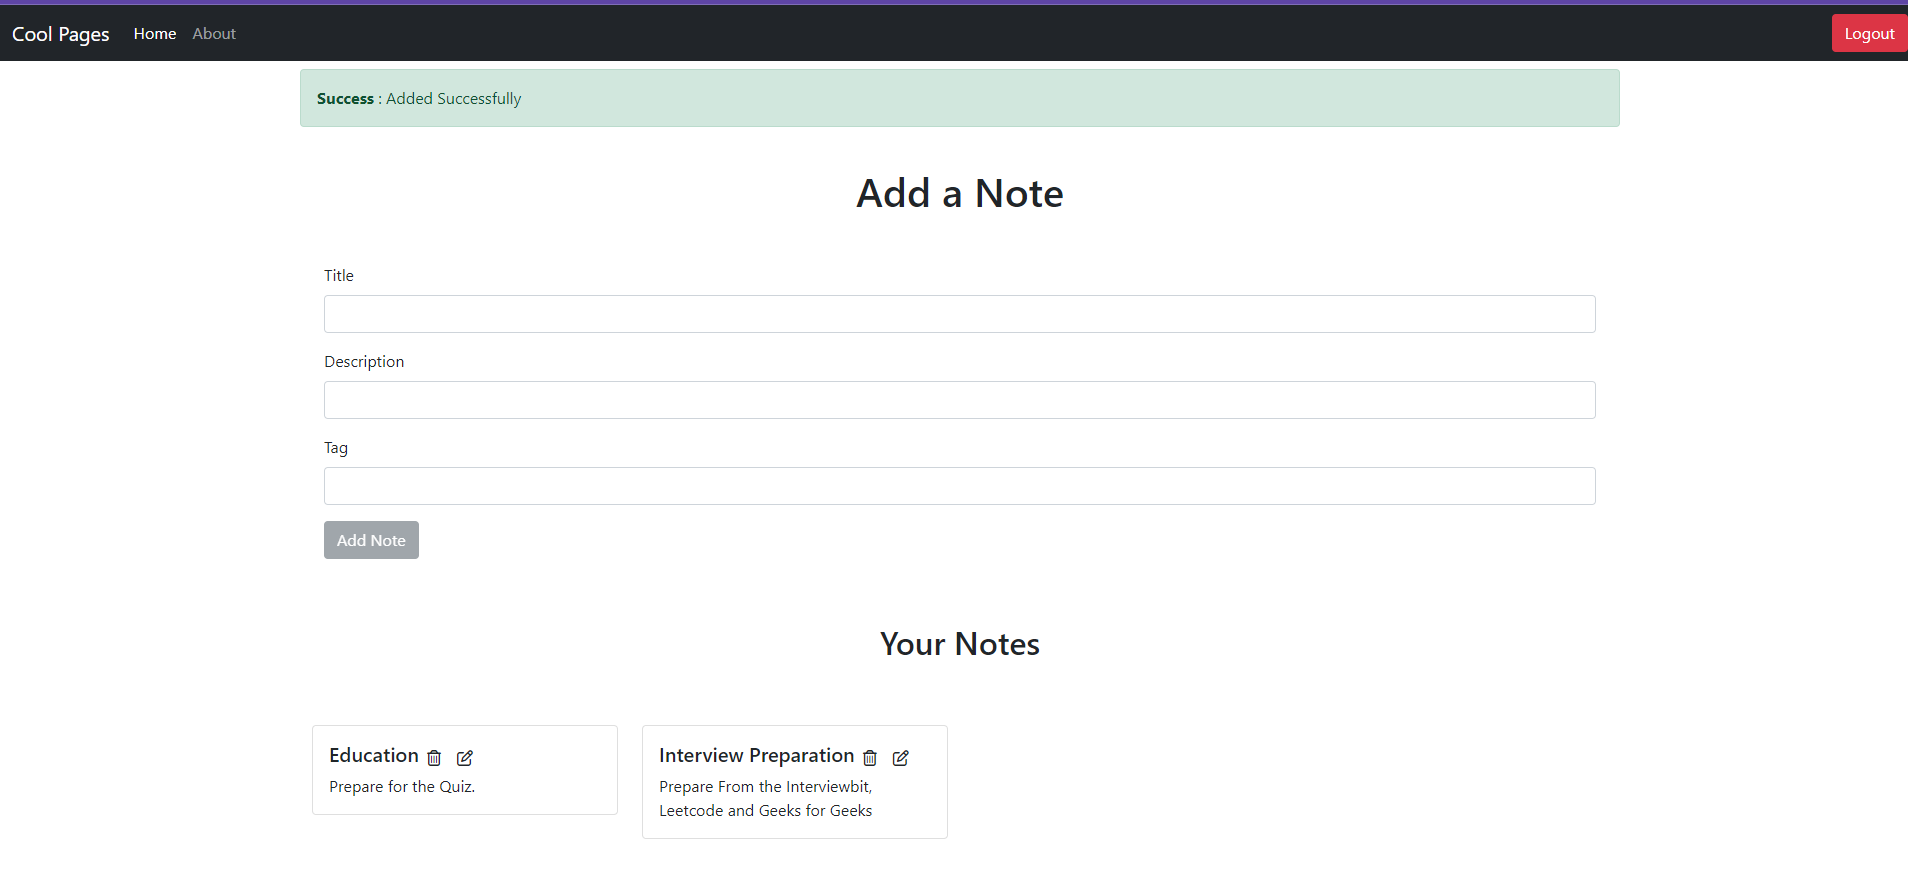 Cool Pages Home About Logout
Success : Added Successfully
Add a Note
Title
Description
Tag
Add Note
Your Notes
Education
Prepare for the Quiz.
Interview Preparation
Prepare From the Interviewbit,
Leetcode and Geeks for Geeks